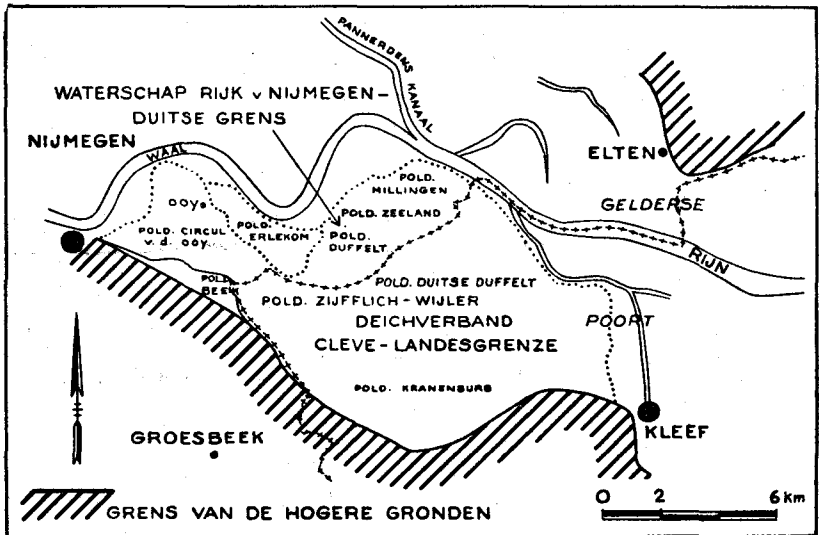 PANNERDENS
KANAAL
WATERSCHAP RIJK v NIJMEGEN-
DUITSE GRENS
NIJMEGEN
WAAL
ELTEN
POLD.
MILLINGEN
GELDERSE
OOY
POLD. ZEELAND
POLD. CIRCUL
v. d. OOY
POLD.
ERLEKOM
POLD.
DUFFELT
RIJN
POLD.
BEEK
POLD. DUITSE DUFFELT
POLD. ZIJFFLICH-WIJLER
DEICHVERBAND
CLEVE-LANDESGRENZE
POORT
POLD. KRANENBURG
GROESBEEK
KLEEF
GRENS VAN DE HOGERE GRONDEN
0 2 6 km